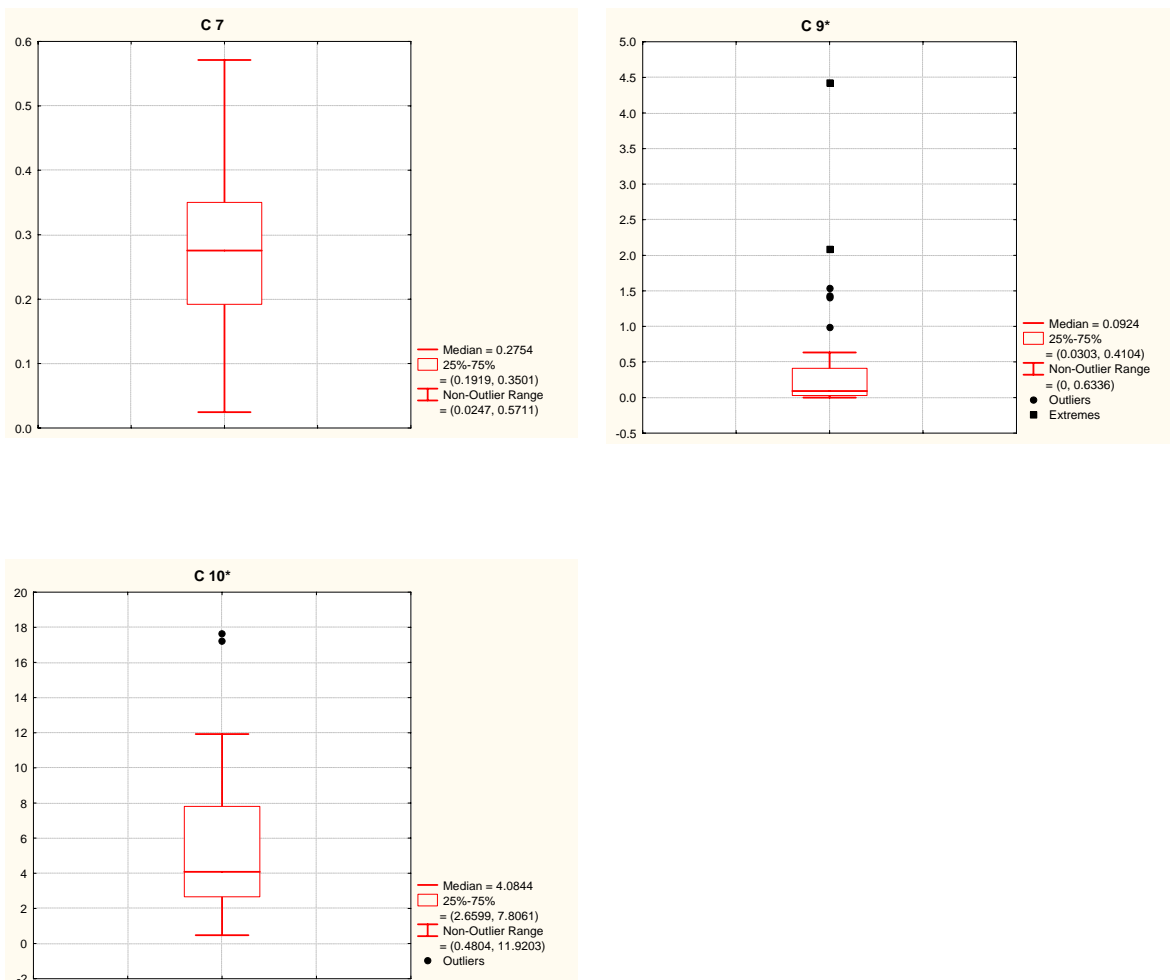 C 7
0.6
0.5
0.4
0.3
0.2
0.1
0.0
Median = 0.2754
25%-75%
= (0.1919, 0.3501)
Non-Outlier Range
= (0.0247, 0.5711)
C 9*
5.0
4.5
4.0
3.5
3.0
2.5
2.0
1.5
1.0
0.5
0.0
-0.5
Median = 0.0924
25%-75%
= (0.0303, 0.4104)
Non-Outlier Range
= (0, 0.6336)
Outliers
Extremes
C 10*
20
18
16
14
12
10
8
6
4
2
0
-2
Median = 4.0844
25%-75%
= (2.6599, 7.8061)
Non-Outlier Range
= (0.4804, 11.9203)
Outliers